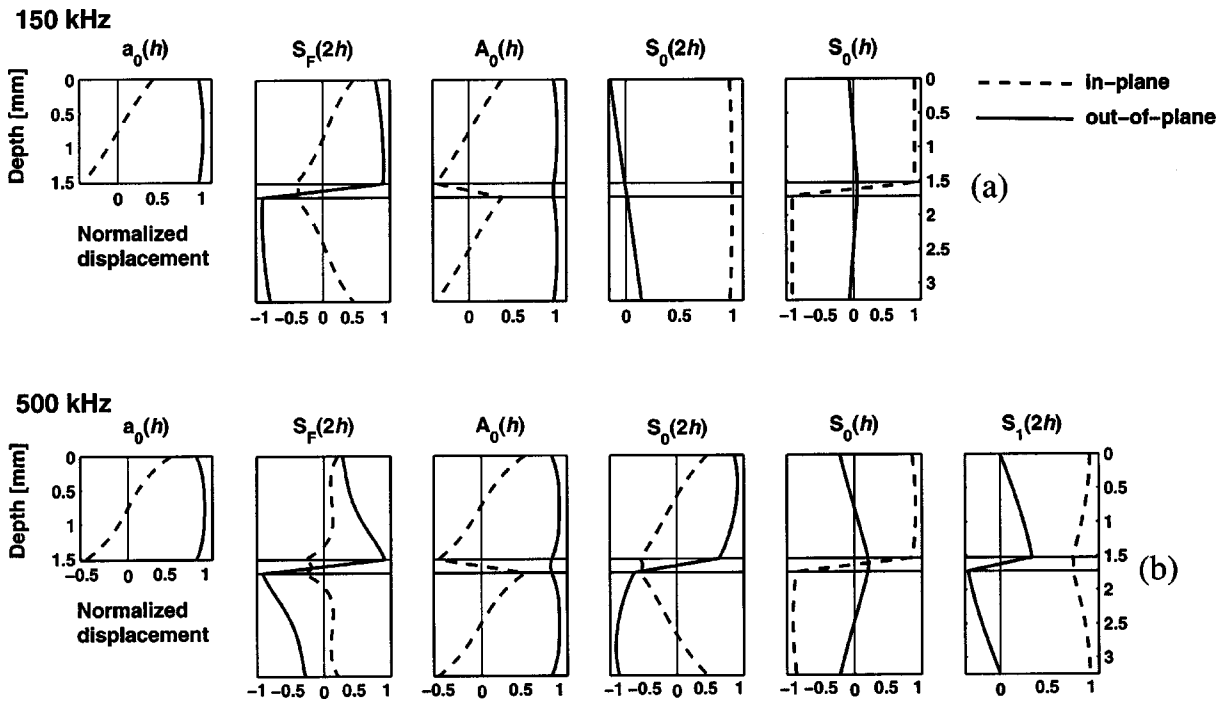 150 kHz
a0(h)
SF(2h)
A0(h)
S0(2h)
S0(h)
Depth [mm]
0
0.5
1
1.5
0 0.5 1
Normalized
displacement
−1 −0.5 0 0.5 1
0 0.5 1
0 1
−1 −0.5 0 0.5 1
0
0.5
1
1.5
2
2.5
3
in−plane
out−of−plane
(a)
500 kHz
a0(h)
SF(2h)
A0(h)
S0(2h)
S0(h)
S1(2h)
Depth [mm]
0
0.5
1
1.5
−0.5 0 0.5 1
Normalized
displacement
−1 −0.5 0 0.5 1
−0.5 0 0.5 1
−1 −0.5 0 0.5 1
−1 −0.5 0 0.5 1
0 0.5 1
0
0.5
1
1.5
2
2.5
3
(b)